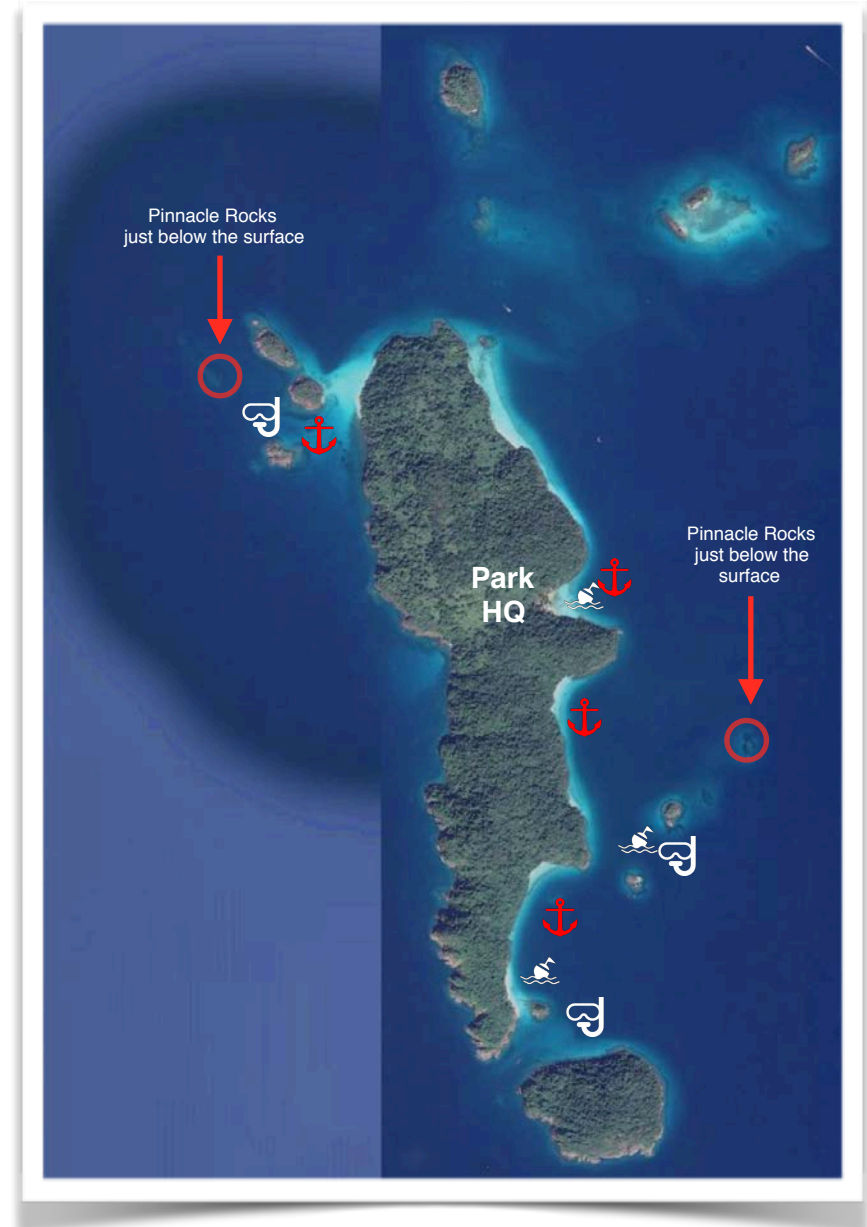 Pinnacle Rocks
just below the surface
Park
HQ
Pinnacle Rocks
just below the
surface